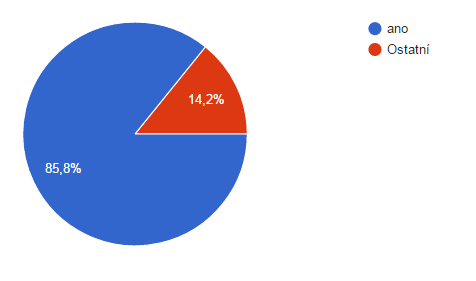 ano
Ostatní
14,2%
85,8%